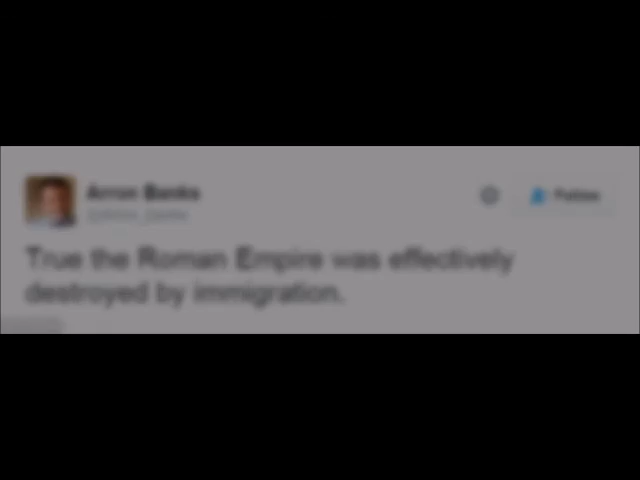 Arron Banks
Follow
True the Roman Empire was effectively
destroyed by immigration.